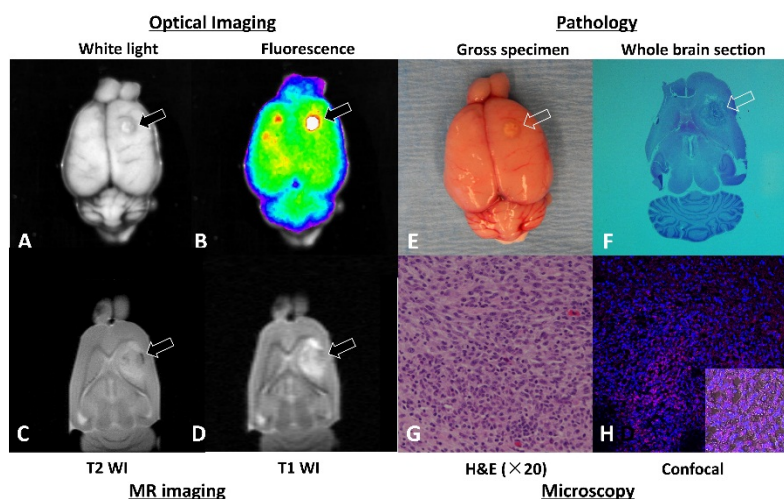 Optical Imaging Pathology
White light Fluorescence Gross specimen Whole brain section
A B E F
C D G H
T2 WI T1 WI H&E (×20) Confocal
MR imaging Microscopy